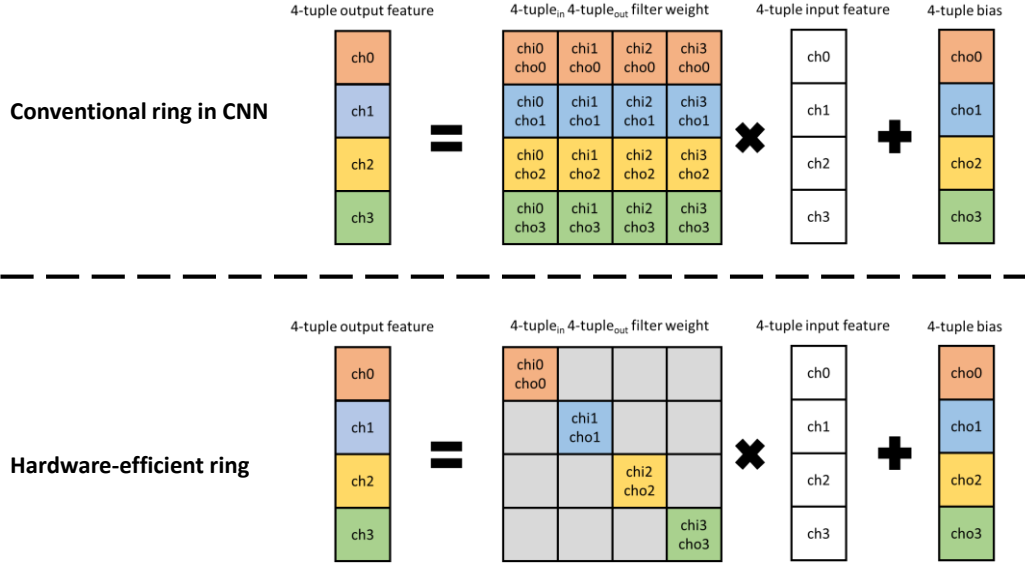 4-tuple output feature
4-tuplein 4-tupleout filter weight
4-tuple input feature
4-tuple bias
Conventional ring in CNN
ch0
ch1
ch2
ch3
chi0 chi1 chi2 chi3
cho0 cho0 cho0 cho0
chi0 chi1 chi2 chi3
cho1 cho1 cho1 cho1
chi0 chi1 chi2 chi3
cho2 cho2 cho2 cho2
chi0 chi1 chi2 chi3
cho3 cho3 cho3 cho3
ch0
ch1
ch2
ch3
cho0
cho1
cho2
cho3
4-tuple output feature
4-tuplein 4-tupleout filter weight
4-tuple input feature
4-tuple bias
Hardware-efficient ring
ch0
ch1
ch2
ch3
chi0
cho0
chi1
cho1
chi2
cho2
chi3
cho3
ch0
ch1
ch2
ch3
cho0
cho1
cho2
cho3